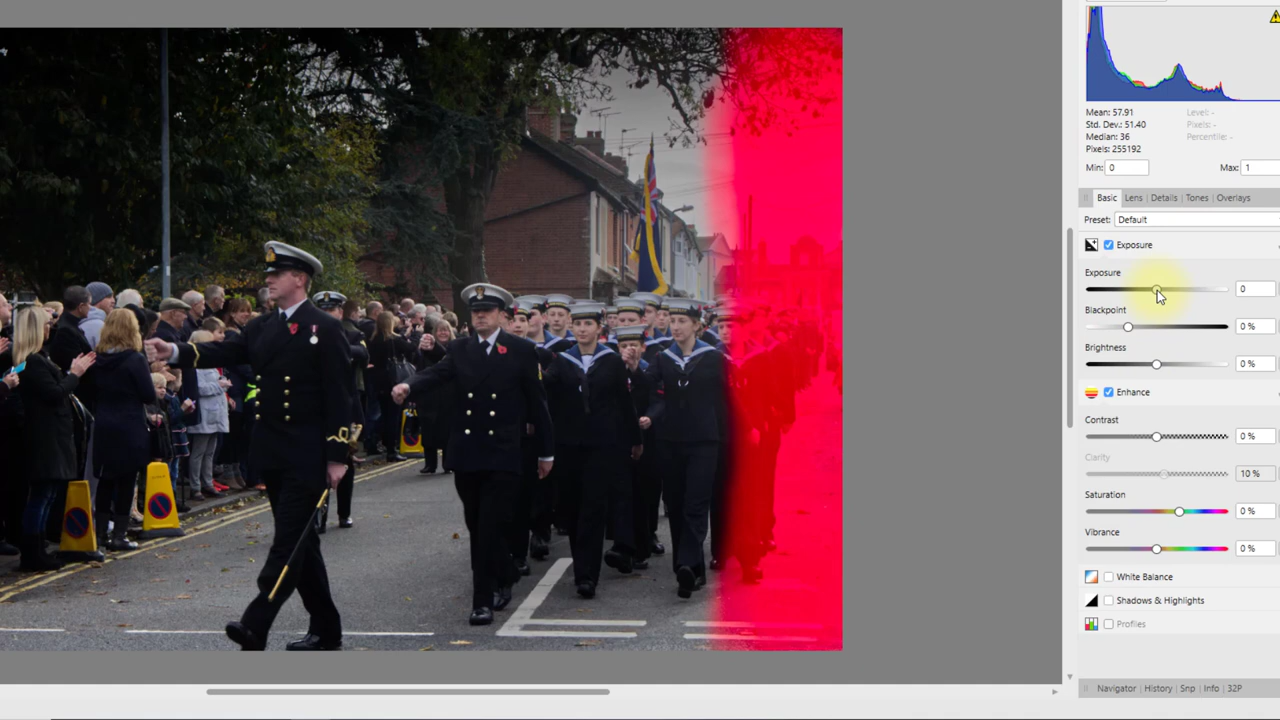 Mean: 57.91 Level: -
Std. Dev.: 51.40 Pixels: -
Median: 36 Percentile: -
Pixels: 255192
Min: 0 Max: 1
Basic Lens Details Tones Overlays
Preset: Default
Exposure
Exposure 0
Blackpoint 0 %
Brightness 0 %
Enhance
Contrast 0 %
Clarity 10 %
Saturation 0 %
Vibrance 0 %
White Balance
Shadows & Highlights
Profiles
Navigator History Snp Info 32P